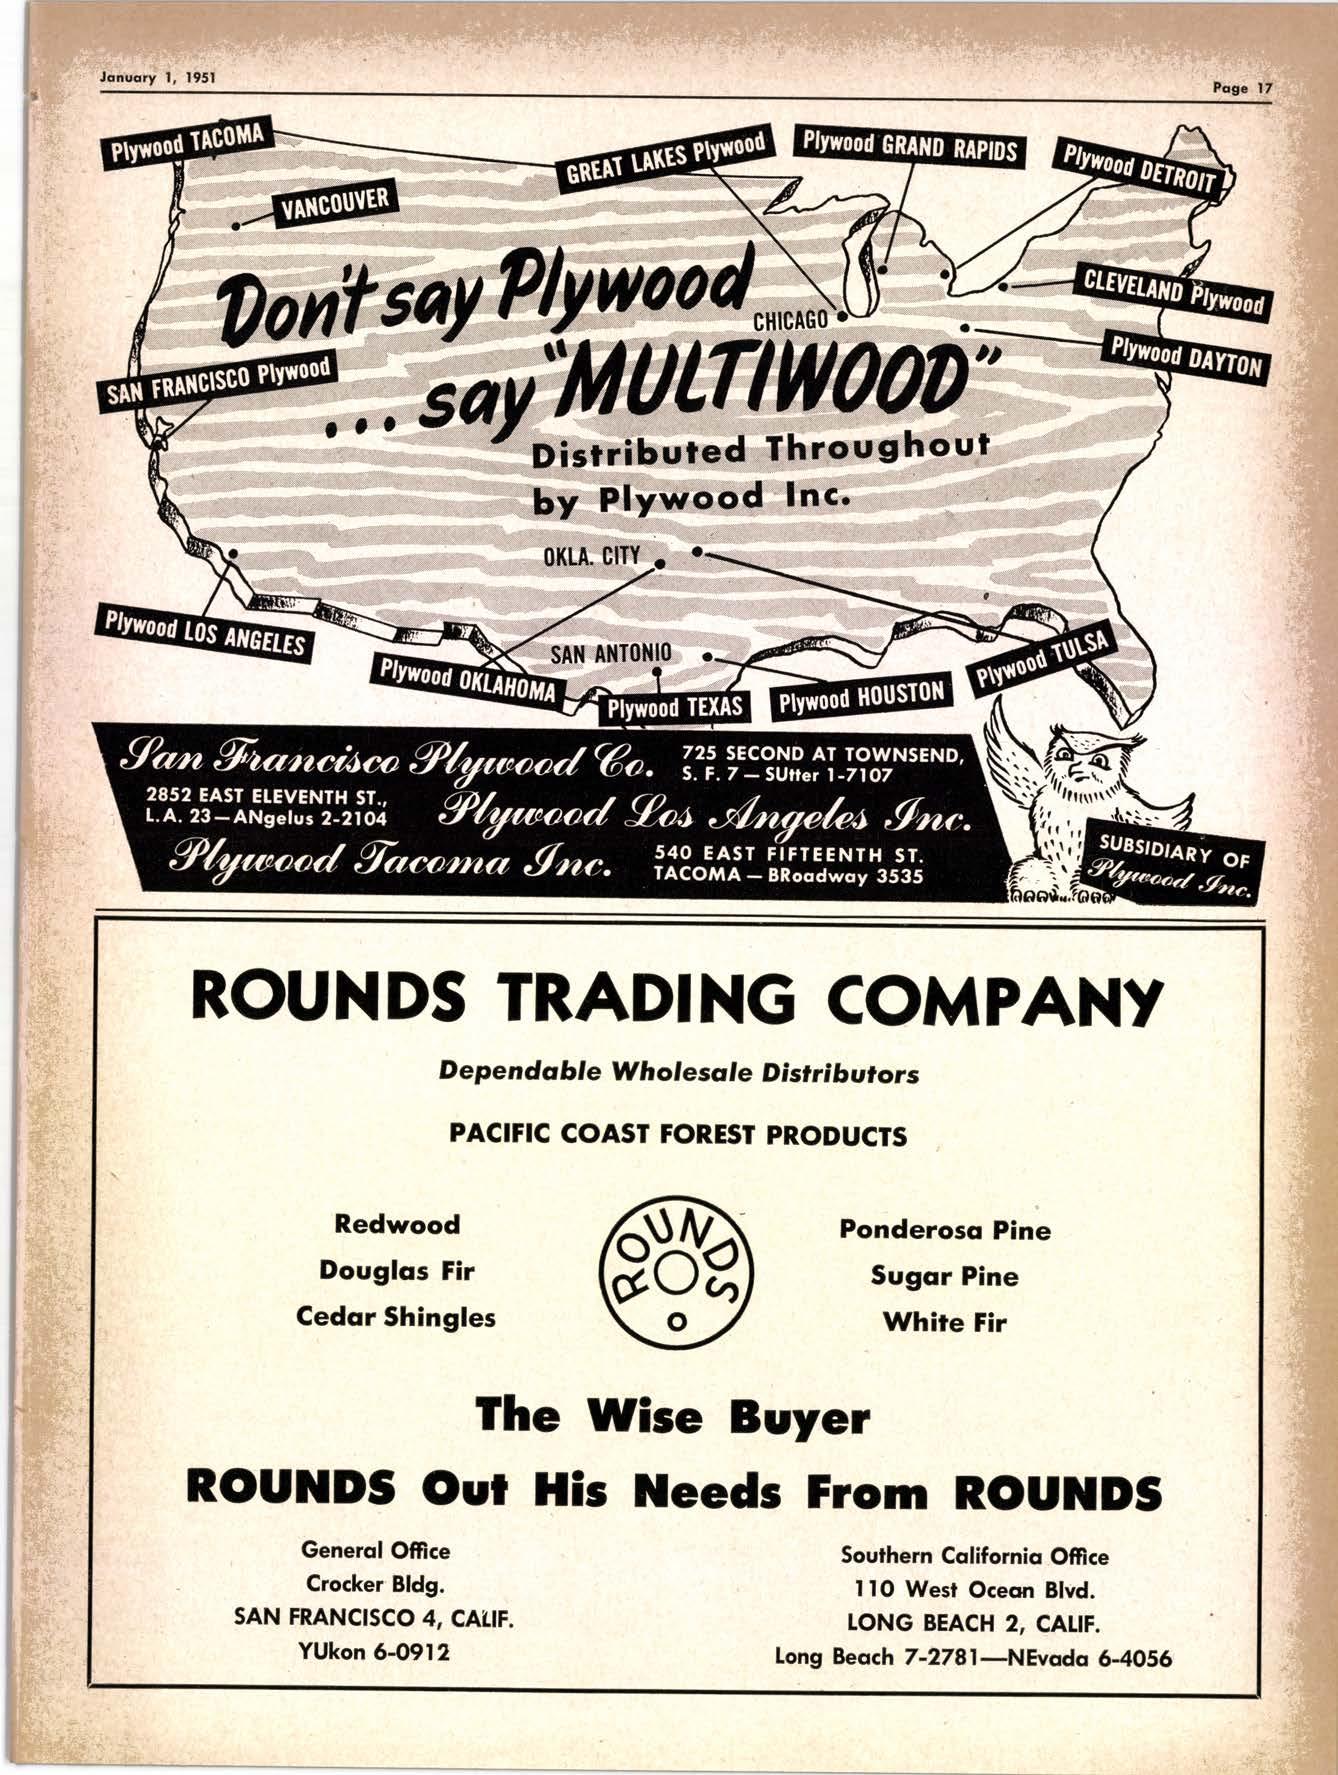 January 1, 1951
Page 17
Plywood TACOMA
GREAT LAKES Plywood
Plywood GRAND RAPIDS
Plywood DETROIT
VANCOUVER
Don't say Plywood
CLEVELAND Plywood
CHICAGO
Plywood DAYTON
SAN FRANCISCO Plywood
... say "MULTIWOOD"
Distributed Throughout
by Plywood Inc.
OKLA. CITY
Plywood LOS ANGELES
SAN ANTONIO
Plywood OKLAHOMA
Plywood TEXAS
Plywood HOUSTON
Plywood TULSA
San Francisco Plywood Co.
725 SECOND AT TOWNSEND,
S. F. 7 — SUtter 1-7107
2852 EAST ELEVENTH ST.,
L.A. 23—ANgelus 2-2104
Plywood Los Angeles Inc.
Plywood Tacoma Inc.
540 EAST FIFTEENTH ST.
TACOMA — BRoadway 3535
SUBSIDIARY OF
Plywood Inc.
ROUNDS TRADING COMPANY
Dependable Wholesale Distributors
PACIFIC COAST FOREST PRODUCTS
Redwood
Douglas Fir
Cedar Shingles
ROUNDS
Ponderosa Pine
Sugar Pine
White Fir
The Wise Buyer
ROUNDS Out His Needs From ROUNDS
General Office
Crocker Bldg.
SAN FRANCISCO 4, CALIF.
YUkon 6-0912
Southern California Office
110 West Ocean Blvd.
LONG BEACH 2, CALIF.
Long Beach 7-2781—NEvada 6-4056